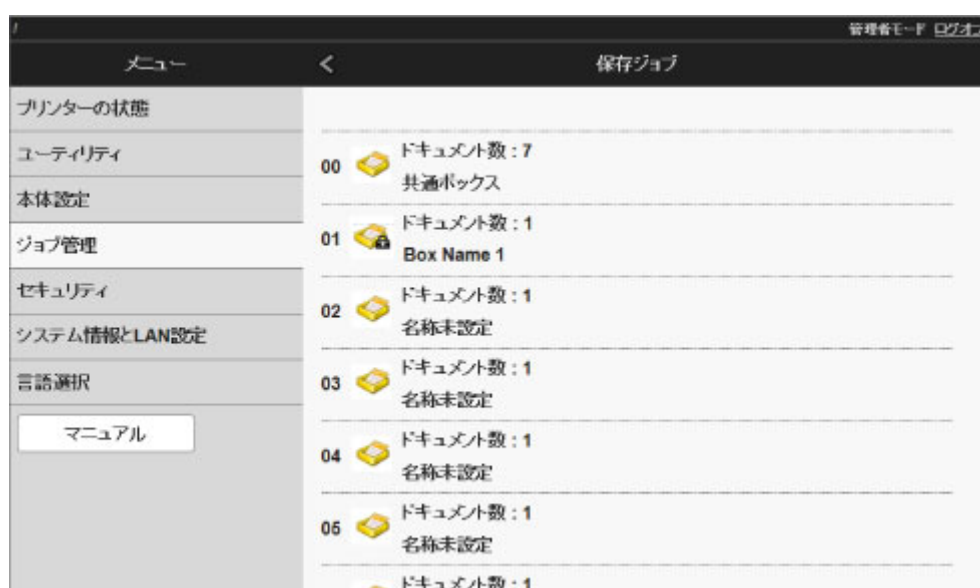 管理者モード ログオフ
メニュー
< 保存ジョブ
プリンターの状態
ユーティリティ
本体設定
ジョブ管理
セキュリティ
システム情報とLAN設定
言語選択
マニュアル
ドキュメント数 : 7
00
共通ボックス
ドキュメント数 : 1
01
Box Name 1
ドキュメント数 : 1
02
名称未設定
ドキュメント数 : 1
03
名称未設定
ドキュメント数 : 1
04
名称未設定
ドキュメント数 : 1
05
名称未設定
ドキュメント数 : 1